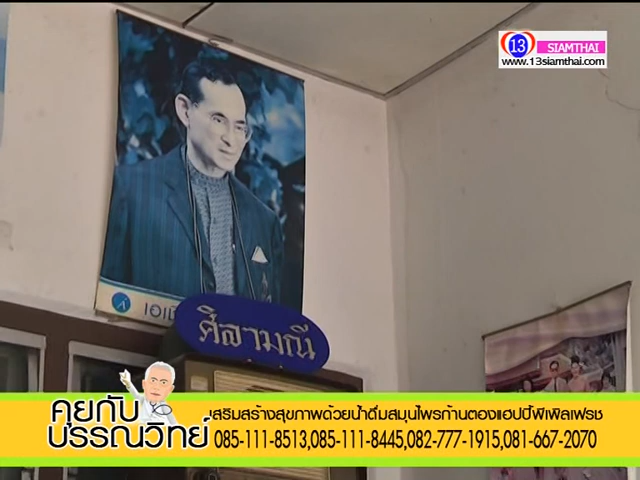 13 SIAMTHAI
www.13siamthai.com
ศิลามณี
คุยกับ
บรรณวิทย์
เสริมสร้างสุขภาพด้วยน้ำดื่มสมุนไพรก้านตองแฮปปี้พีเพิลเฟรช
085-111-8513,085-111-8445,082-777-1915,081-667-2070